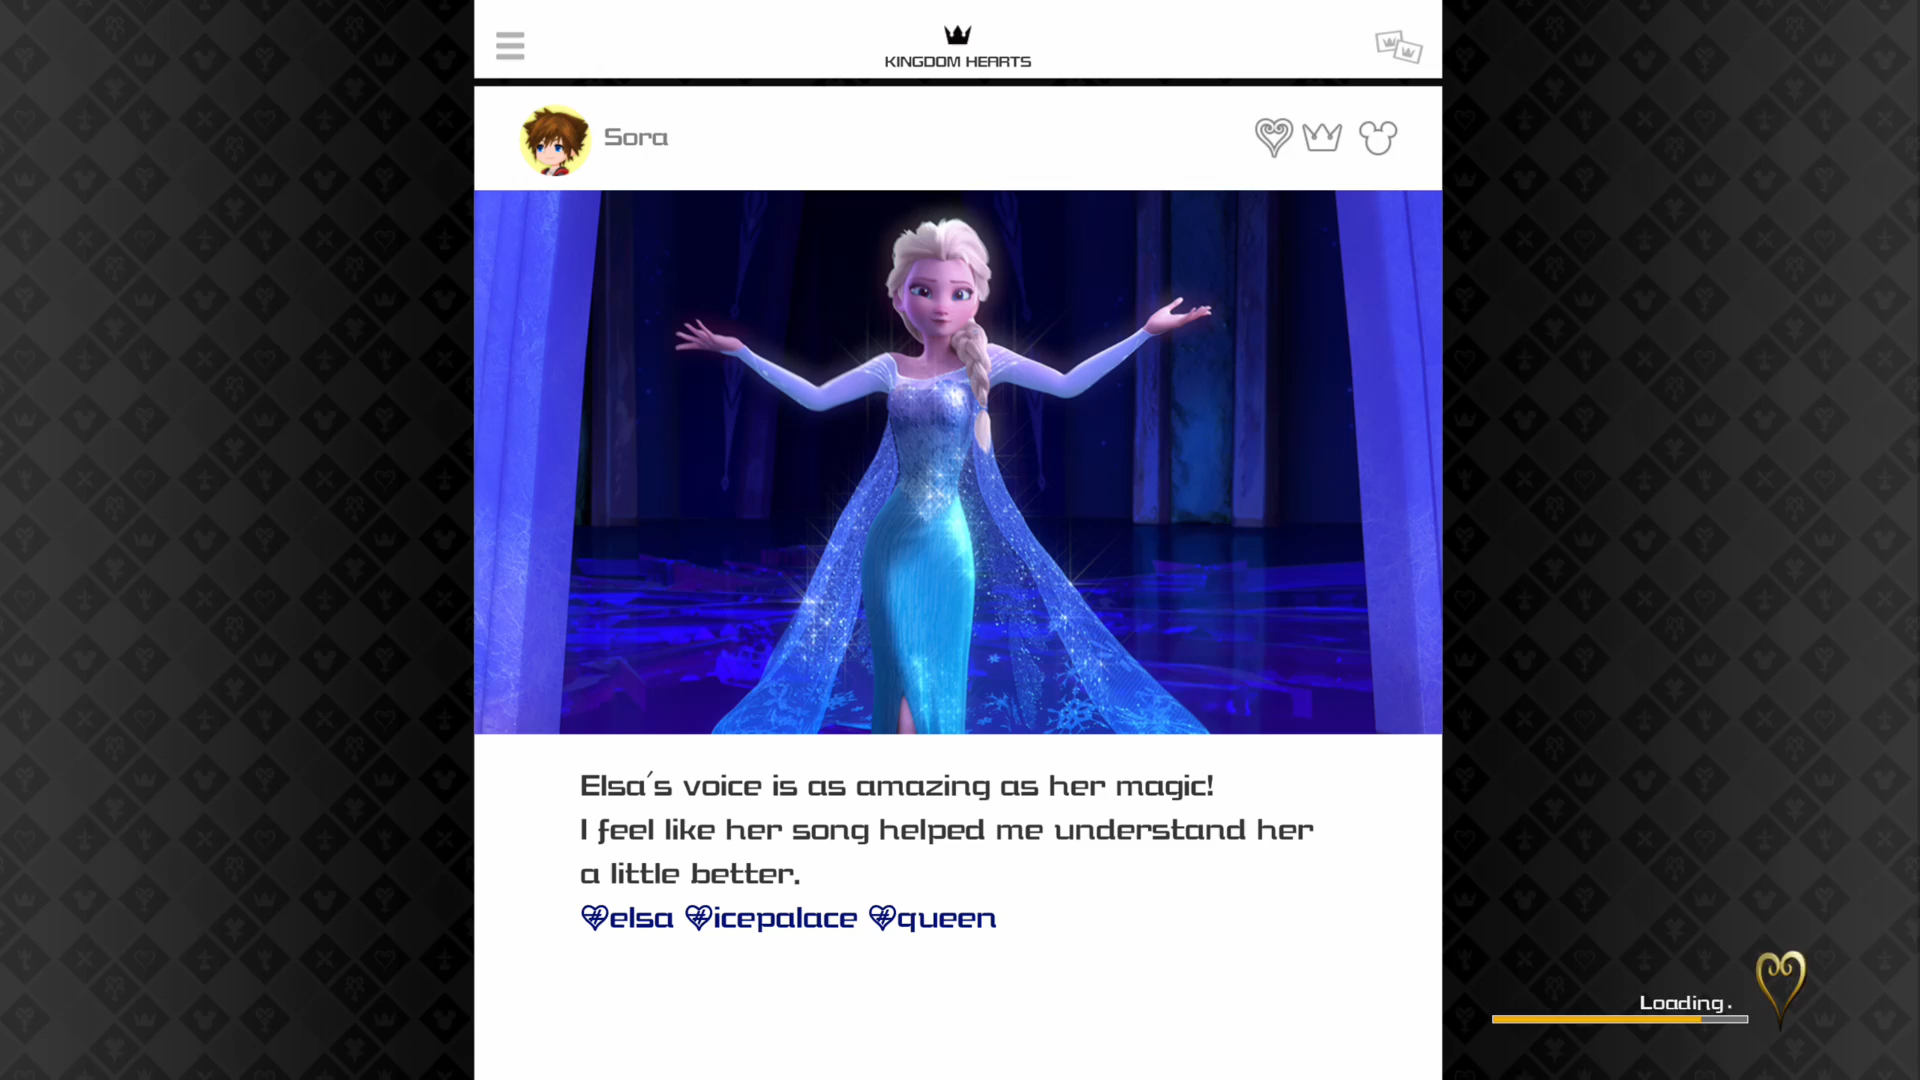 KINGDOM HEARTS
Sora
Elsa's voice is as amazing as her magic!
I feel like her song helped me understand her
a little better.
#elsa #icepalace #queen
Loading.